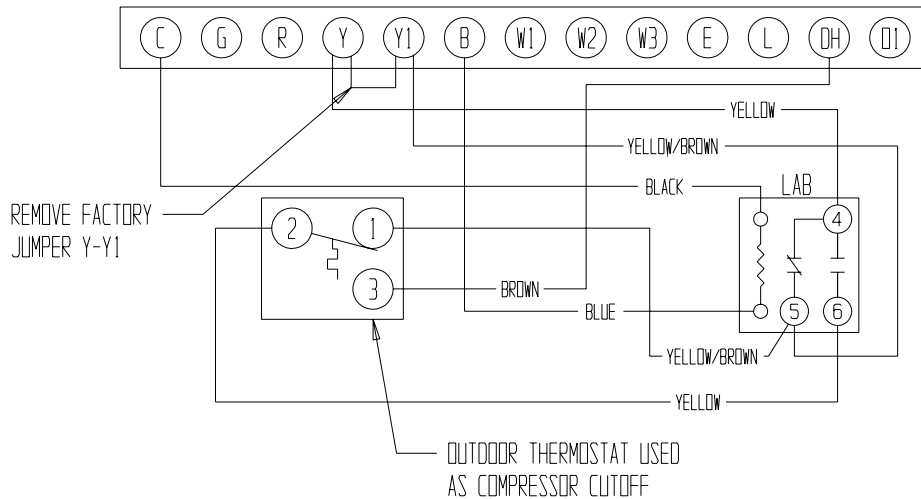 C G R Y Y1 B W1 W2 W3 E L OH O1
YELLOW
YELLOW/BROWN
BLACK
LAB
REMOVE FACTORY
JUMPER Y-Y1
2 1
4
3
BROWN
BLUE
5 6
YELLOW/BROWN
YELLOW
OUTDOOR THERMOSTAT USED
AS COMPRESSOR CUTOFF